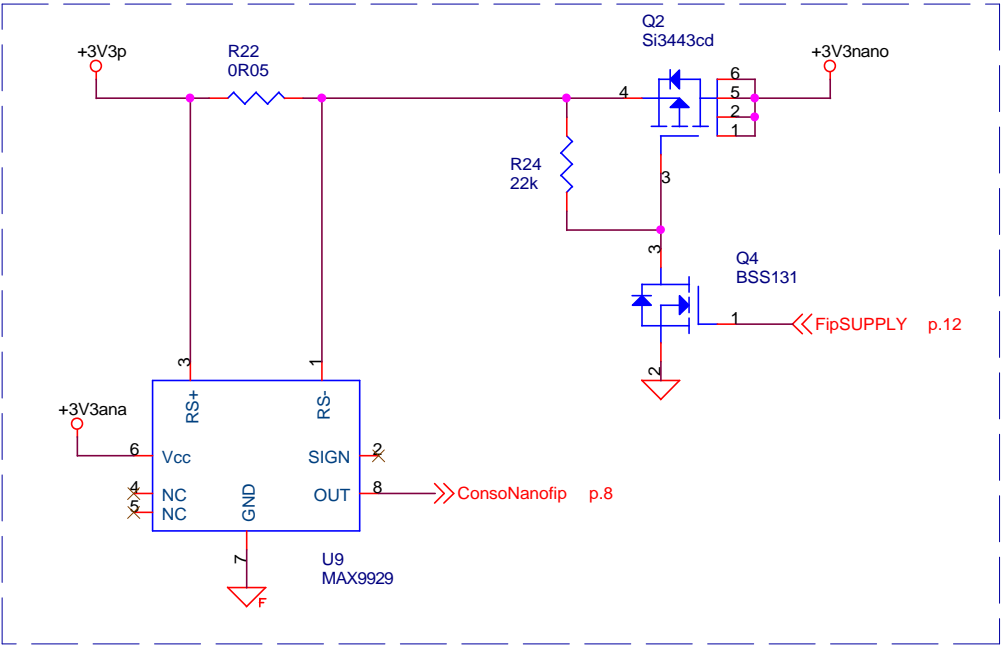 Q2
Si3443cd
+3V3p
R22
0R05
+3V3nano
4
6
5
2
1
R24
22k
3
3
Q4
BSS131
1
FipSUPPLY p.12
2
3
1
RS+
RS-
+3V3ana
6
Vcc
SIGN
2
4
NC
GND
OUT
8
ConsoNanofip p.8
5
NC
7
U9
MAX9929
F